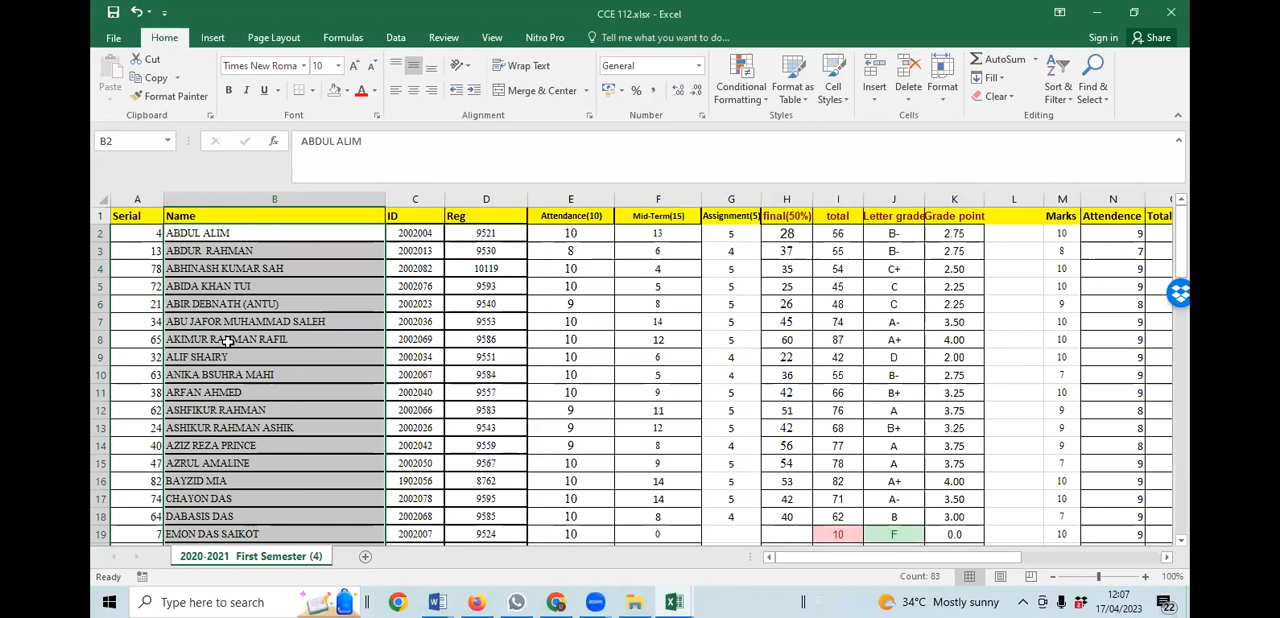 CCE 112.xlsx - Excel
File Home Insert Page Layout Formulas Data Review View Nitro Pro Tell me what you want to do... Sign in Share
Paste Cut Copy Format Painter Clipboard
Times New Roma 10 B I U A Font
Wrap Text Merge & Center Alignment
General % Number
Conditional Formatting Format as Table Cell Styles Styles
Insert Delete Format Cells
AutoSum Fill Clear Sort & Filter Find & Select Editing
B2 fx ABDUL ALIM
A B C D E F G H I J K L M N
1 Serial Name ID Reg Attendance(10) Mid-Term(15) Assignment(5) final(50%) total Letter grade Grade point Marks Attendence Total
2 4 ABDUL ALIM 2002004 9521 10 13 5 28 56 B- 2.75 10 9
3 13 ABDUR RAHMAN 2002013 9530 8 6 4 37 55 B- 2.75 8 7
4 78 ABHINASH KUMAR SAH 2002082 10119 10 4 5 35 54 C+ 2.50 10 9
5 72 ABIDA KHAN TUI 2002076 9593 10 5 5 25 45 C 2.25 10 9
6 21 ABIR DEBNATH (ANTU) 2002023 9540 9 8 5 26 48 C 2.25 9 8
7 34 ABU JAFOR MUHAMMAD SALEH 2002036 9553 10 14 5 45 74 A- 3.50 10 9
8 65 AKIMUR RAHMAN RAFIL 2002069 9586 10 12 5 60 87 A+ 4.00 10 9
9 32 ALIF SHAIRY 2002034 9551 10 6 4 22 42 D 2.00 10 9
10 63 ANIKA BSUHRA MAHI 2002067 9584 10 5 4 36 55 B- 2.75 7 9
11 38 ARFAN AHMED 2002040 9557 10 9 5 42 66 B+ 3.25 10 9
12 62 ASHFIKUR RAHMAN 2002066 9583 9 11 5 51 76 A 3.75 9 8
13 24 ASHIKUR RAHMAN ASHIK 2002026 9543 9 12 5 42 68 B+ 3.25 9 8
14 40 AZIZ REZA PRINCE 2002042 9559 9 8 4 56 77 A 3.75 9 8
15 47 AZRUL AMALINE 2002050 9567 10 9 5 54 78 A 3.75 7 9
16 82 BAYZID MIA 1902056 8762 10 14 5 53 82 A+ 4.00 10 9
17 74 CHAYON DAS 2002078 9595 10 14 5 42 71 A- 3.50 10 9
18 64 DABASIS DAS 2002068 9585 10 8 4 40 62 B 3.00 7 9
19 7 EMON DAS SAIKOT 2002007 9524 10 0 10 F 0.0 10 9
2020-2021 First Semester (4)
Ready Count: 83 100%
Type here to search 34°C Mostly sunny 12:07
17/04/2023 22